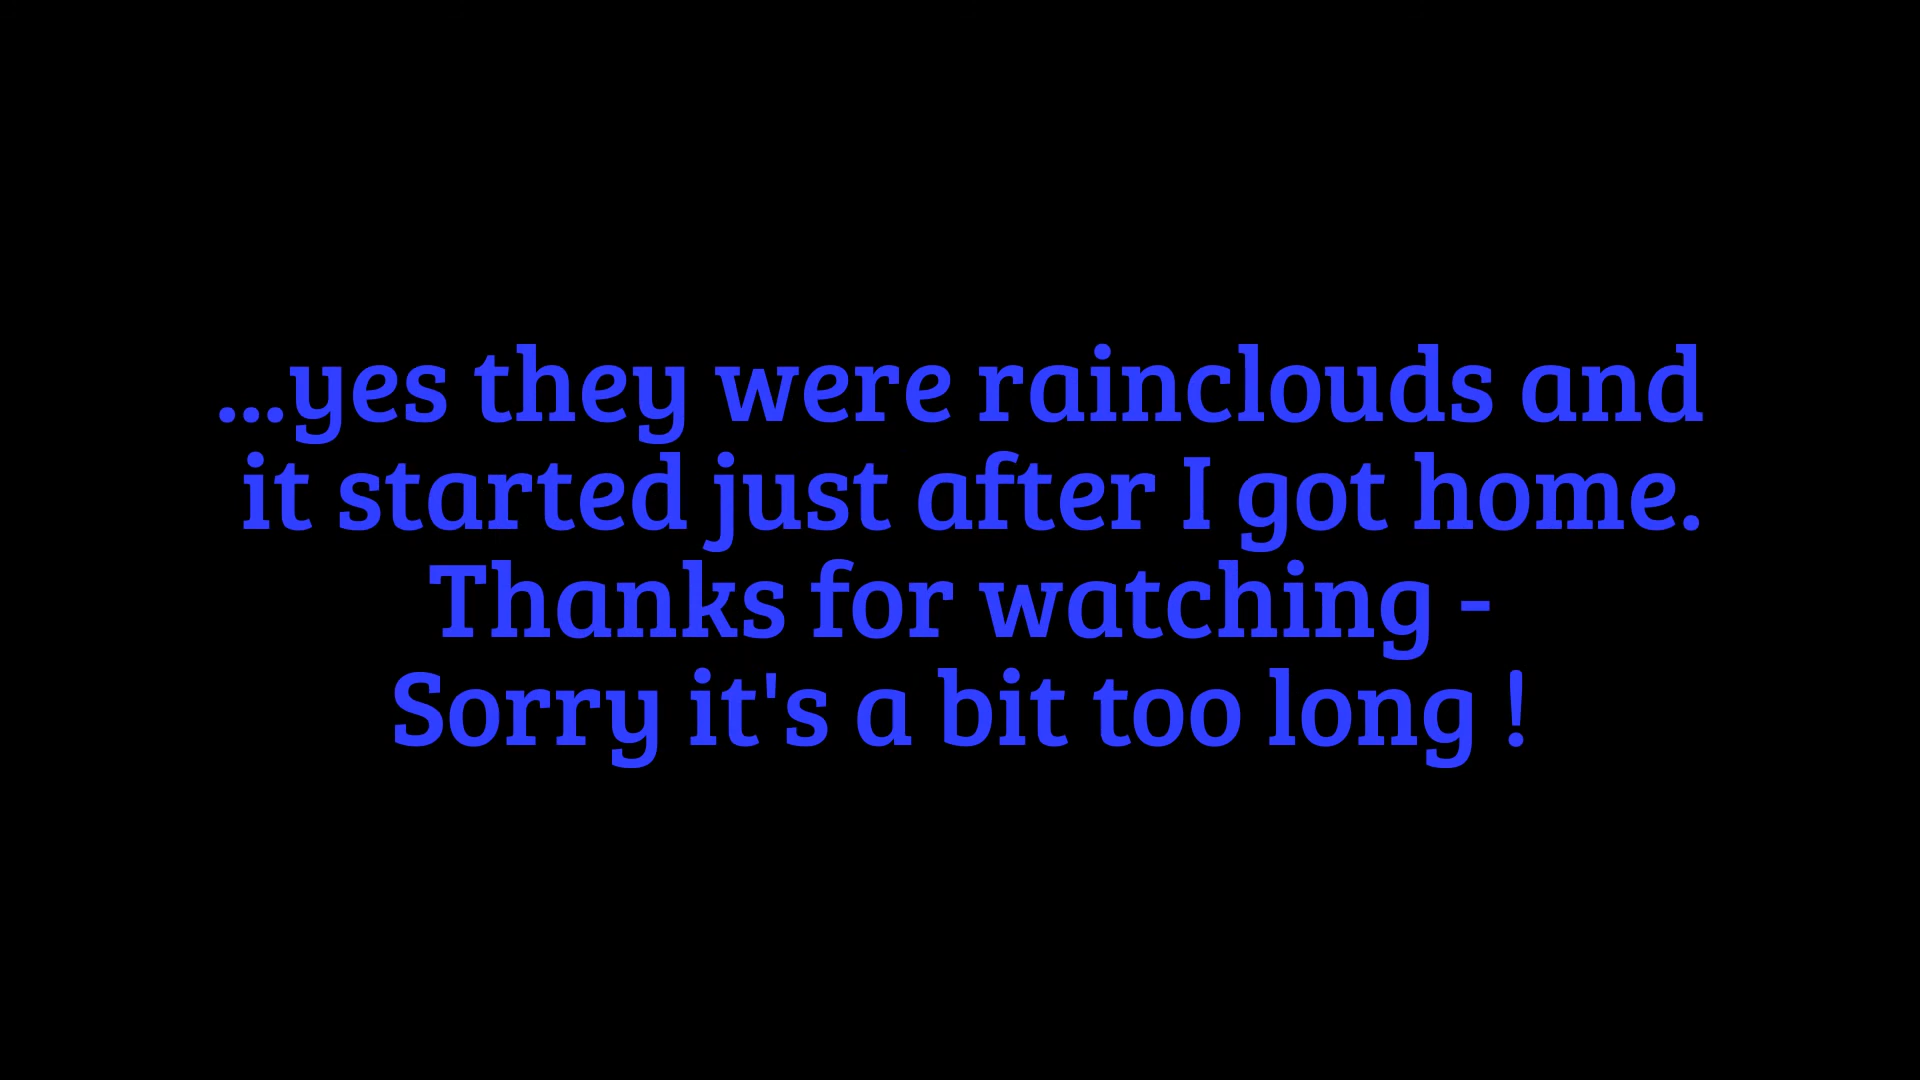 ...yes they were rainclouds and
it started just after I got home.
Thanks for watching -
Sorry it's a bit too long !